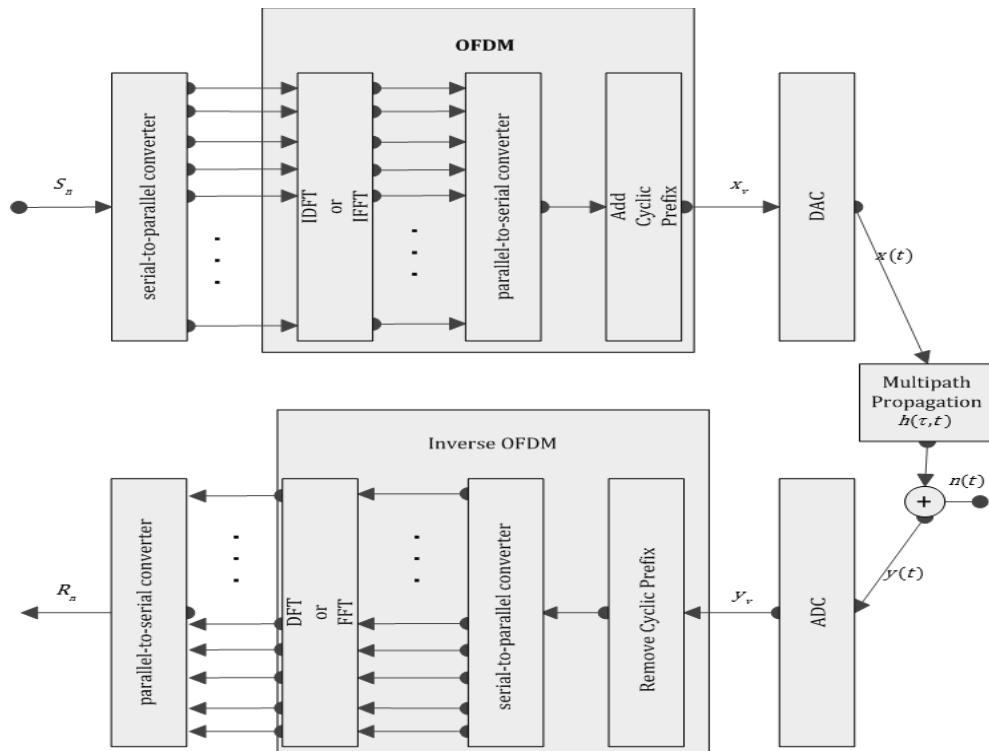 OFDM
S_n
serial-to-parallel converter
IDFT
or
IFFT
parallel-to-serial converter
Add
Cyclic
Prefix
x_v
DAC
x(t)
Multipath
Propagation
h(τ,t)
+
n(t)
y(t)
Inverse OFDM
R_n
parallel-to-serial converter
DFT
or
FFT
serial-to-parallel converter
Remove Cyclic Prefix
y_v
ADC